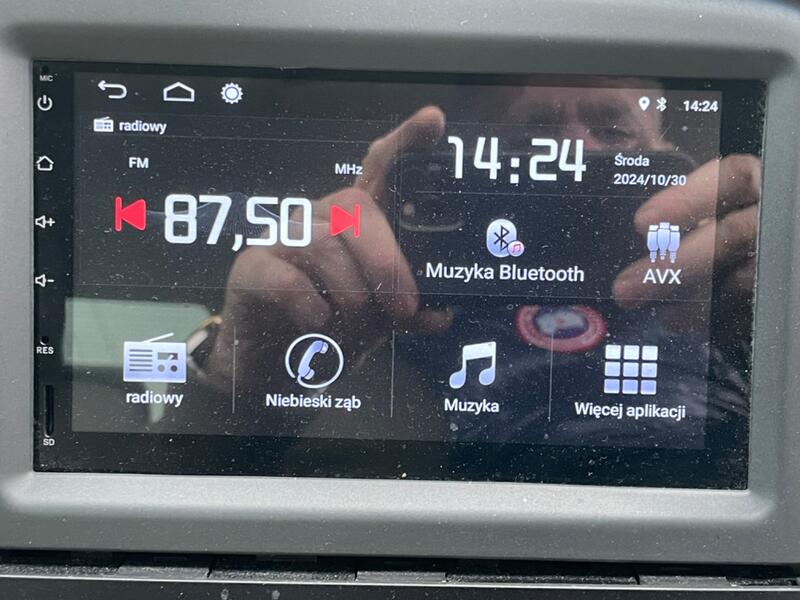 MIC
14:24
radiowy
FM
MHz
87,50
14:24
Środa
2024/10/30
Muzyka Bluetooth
AVX
RES
SD
radiowy
Niebieski ząb
Muzyka
Więcej aplikacji